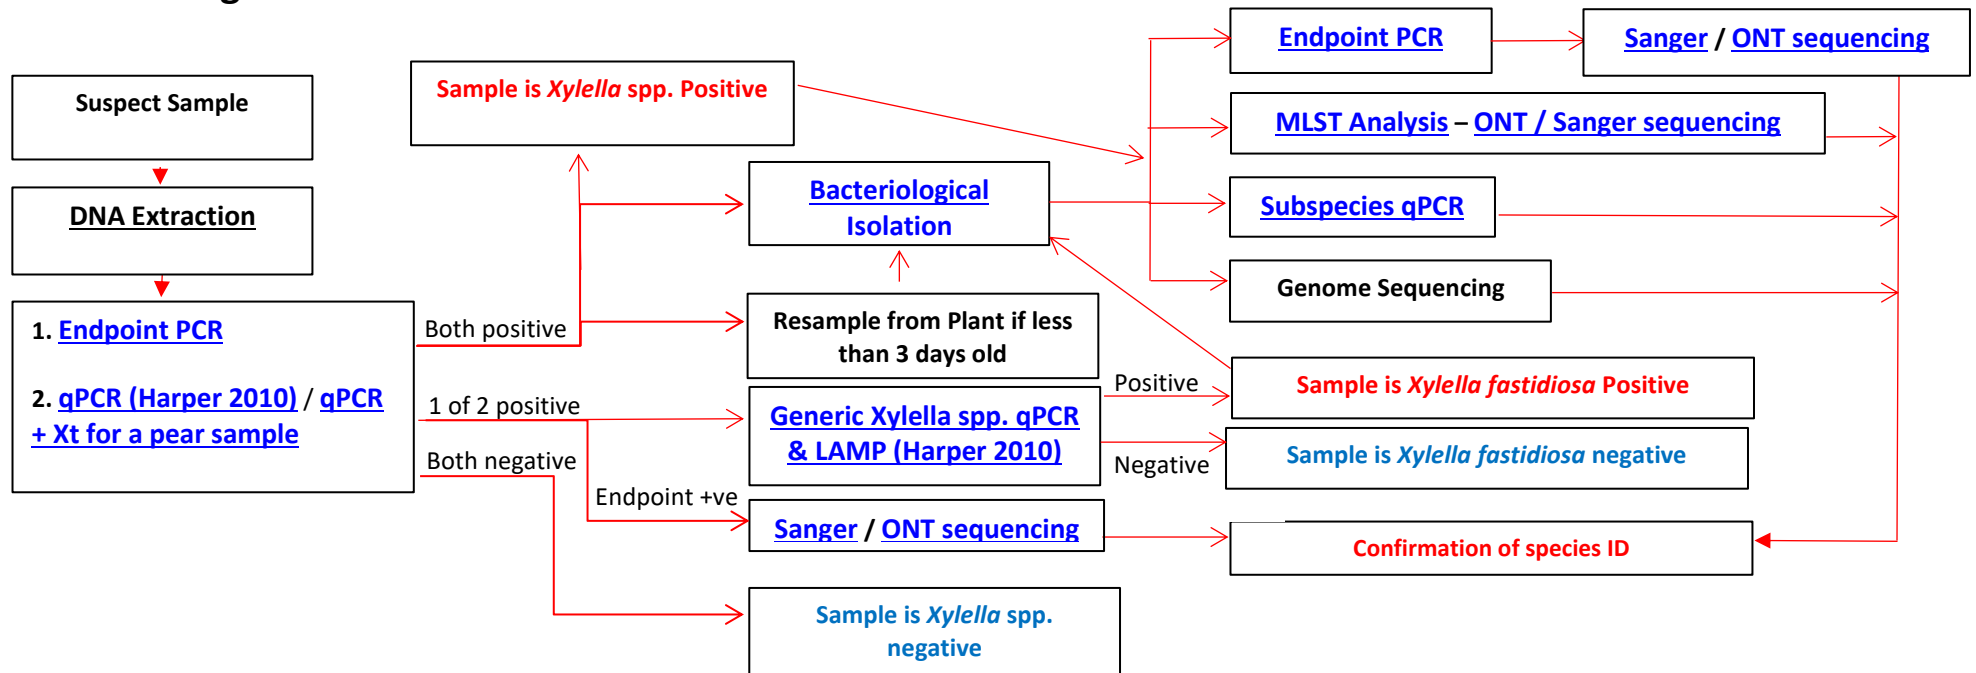 Suspect Sample
DNA Extraction
1. Endpoint PCR
2. qPCR (Harper 2010) / qPCR
+ Xt for a pear sample
Both positive
1 of 2 positive
Both negative
Endpoint +ve
Sample is Xylella spp. Positive
Bacteriological
Isolation
Resample from Plant if less
than 3 days old
Generic Xylella spp. qPCR
& LAMP (Harper 2010)
Sanger / ONT sequencing
Sample is Xylella spp.
negative
Positive
Negative
Endpoint PCR
Sanger / ONT sequencing
MLST Analysis – ONT / Sanger sequencing
Subspecies qPCR
Genome Sequencing
Sample is Xylella fastidiosa Positive
Sample is Xylella fastidiosa negative
Confirmation of species ID